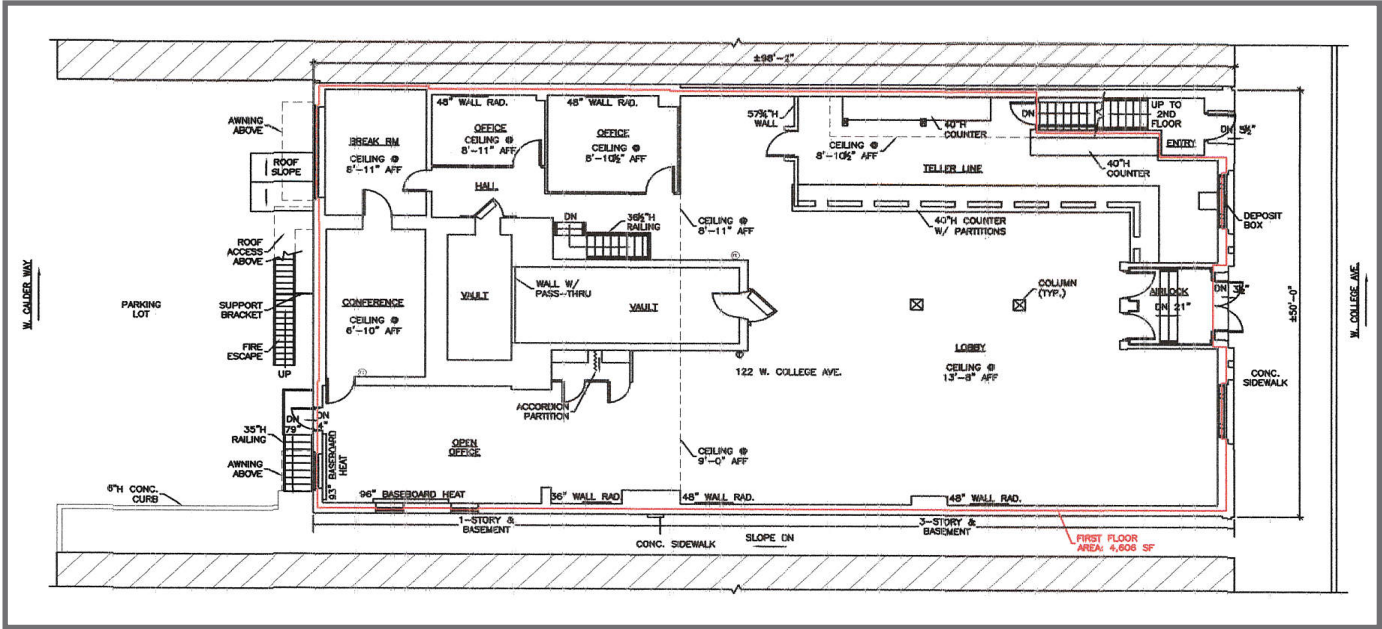 ±98'-2"
48" WALL RAD.
48" WALL RAD.
57¾"H
WALL
40"H
COUNTER
DN
UP TO
2ND
FLOOR
DN 5½"
ENTRY
AWNING
ABOVE
BREAK RM
CEILING @
8'-11" AFF
OFFICE
CEILING @
8'-11" AFF
OFFICE
CEILING @
8'-10½" AFF
CEILING @
8'-10½" AFF
TELLER LINE
40"H
COUNTER
ROOF
SLOPE
HALL
DN
36½"H
RAILING
CEILING @
8'-11" AFF
40"H COUNTER
W/ PARTITIONS
DEPOSIT
BOX
ROOF
ACCESS
ABOVE
W. CALDER WAY
PARKING
LOT
SUPPORT
BRACKET
FIRE
ESCAPE
UP
CONFERENCE
CEILING @
6'-10" AFF
VAULT
WALL W/
PASS-THRU
VAULT
COLUMN
(TYP.)
AIRLOCK
DN 21"
DN 3½"
±50'-0"
W. COLLEGE AVE.
122 W. COLLEGE AVE.
LOBBY
CEILING @
13'-8" AFF
CONC.
SIDEWALK
ACCORDION
PARTITION
DN
79"
DN
4"
35"H
RAILING
AWNING
ABOVE
93" BASEBOARD
HEAT
OPEN
OFFICE
CEILING @
9'-0" AFF
6"H CONC.
CURB
96" BASEBOARD HEAT
36" WALL RAD
48" WALL RAD.
48" WALL RAD.
1-STORY &
BASEMENT
CONC. SIDEWALK
SLOPE DN
3-STORY &
BASEMENT
FIRST FLOOR
AREA: 4,606 SF